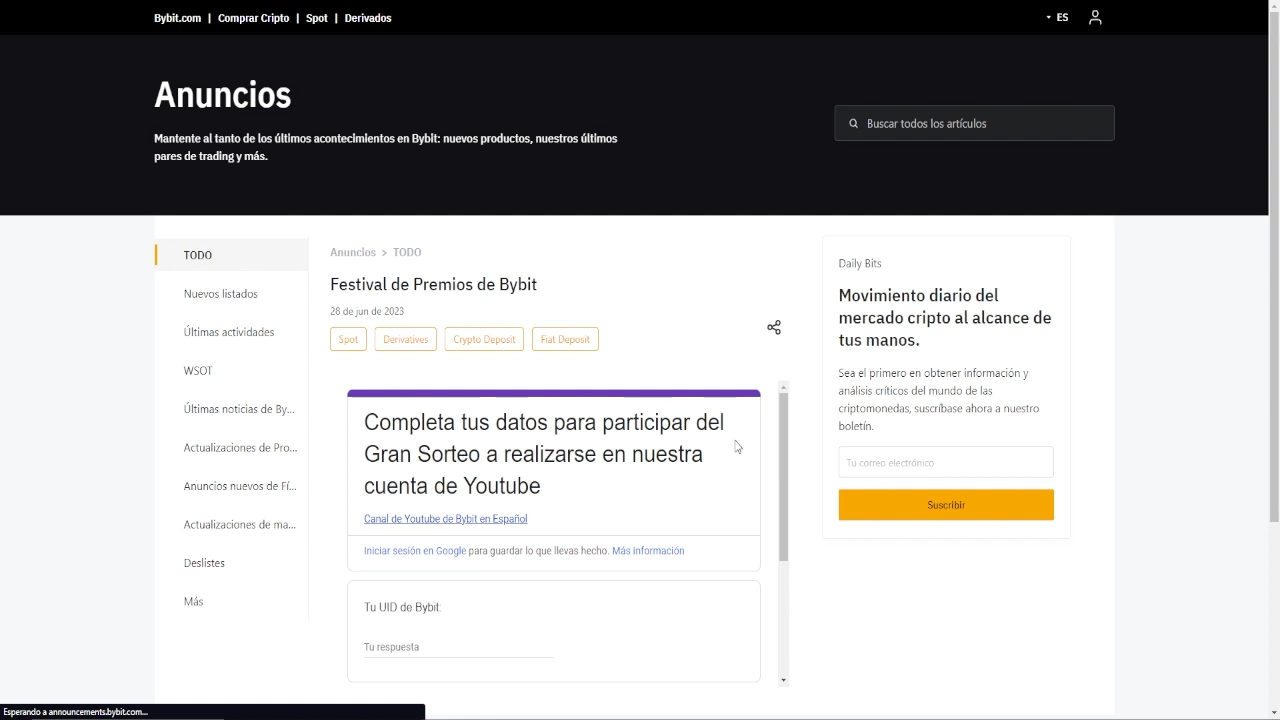 Bybit.com | Comprar Cripto | Spot | Derivados
ES
Anuncios
Buscar todos los artículos
Mantente al tanto de los últimos acontecimientos en Bybit: nuevos productos, nuestros últimos
pares de trading y más.
TODO
Nuevos listados
Últimas actividades
WSOT
Últimas noticias de By...
Actualizaciones de Pro...
Anuncios nuevos de Fi...
Actualizaciones de ma...
Deslistes
Más
Anuncios > TODO
Festival de Premios de Bybit
28 de jun de 2023
Spot
Derivatives
Crypto Deposit
Fiat Deposit
Completa tus datos para participar del
Gran Sorteo a realizarse en nuestra
cuenta de Youtube
Canal de Youtube de Bybit en Español
Iniciar sesión en Google para guardar lo que llevas hecho. Más información
Tu UID de Bybit:
Tu respuesta
Daily Bits
Movimiento diario del
mercado cripto al alcance de
tus manos.
Sea el primero en obtener información y
análisis críticos del mundo de las
criptomonedas, suscríbase ahora a nuestro
boletín.
Tu correo electrónico
Suscribir
Esperando a announcements.bybit.com...